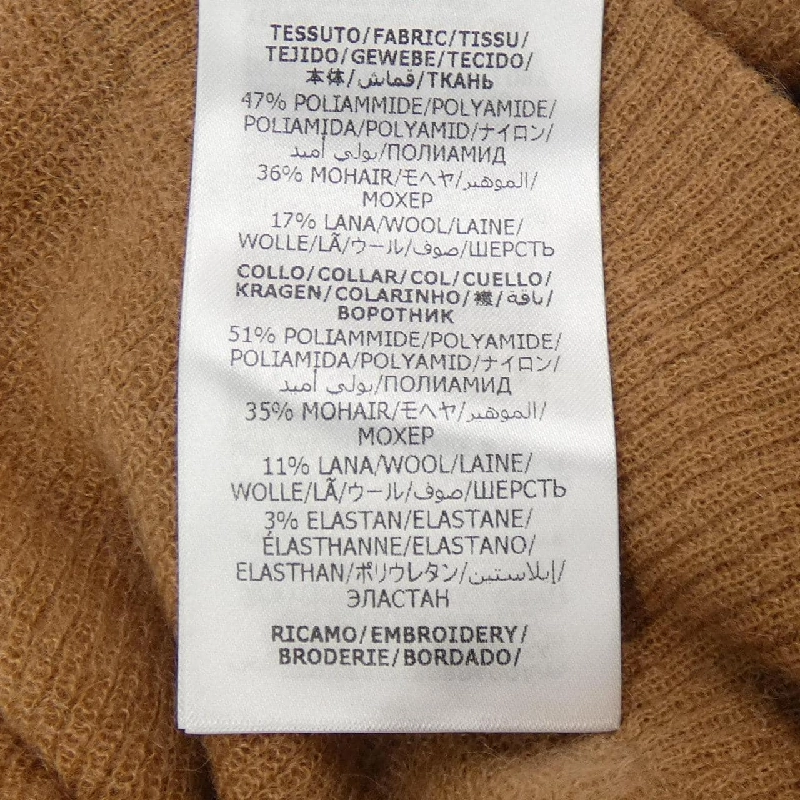 TESSUTO/FABRIC/TISSU/
TEJIDO/GEWEBE/TECIDO/
本体/قماش/ТКАНЬ
47% POLIAMMIDE/POLYAMIDE/
POLIAMIDA/POLYAMID/ナイロン/
بولي أميد/ПОЛИАМИД
36% MOHAIR/モヘヤ/الموهير/
МОХЕР
17% LANA/WOOL/LAINE/
WOLLE/LÃ/ウール/صوف/ШЕРСТЬ
COLLO/COLLAR/COL/CUELLO/
KRAGEN/COLARINHO/襟/ياقة/
ВОРОТНИК
51% POLIAMMIDE/POLYAMIDE/
POLIAMIDA/POLYAMID/ナイロン/
بولي أميد/ПОЛИАМИД
35% MOHAIR/モヘヤ/الموهير/
МОХЕР
11% LANA/WOOL/LAINE/
WOLLE/LÃ/ウール/صوف/ШЕРСТЬ
3% ELASTAN/ELASTANE/
ÉLASTHANNE/ELASTANO/
ELASTHAN/ポリウレタン/إيلاستين/
ЭЛАСТАН
RICAMO/EMBROIDERY/
BRODERIE/BORDADO/